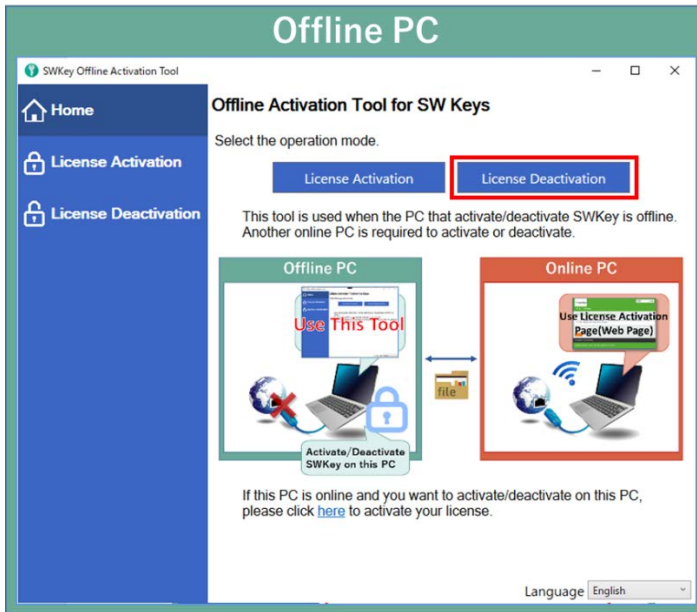 Offline PC
SWKey Offline Activation Tool
Home
License Activation
License Deactivation
Offline Activation Tool for SW Keys
Select the operation mode.
License Activation
License Deactivation
This tool is used when the PC that activate/deactivate SWKey is offline.
Another online PC is required to activate or deactivate.
Offline PC
Use This Tool
Activate/Deactivate
SWKey on this PC
file
Online PC
Use License Activation
Page(Web Page)
If this PC is online and you want to activate/deactivate on this PC,
please click here to activate your license.
Language English